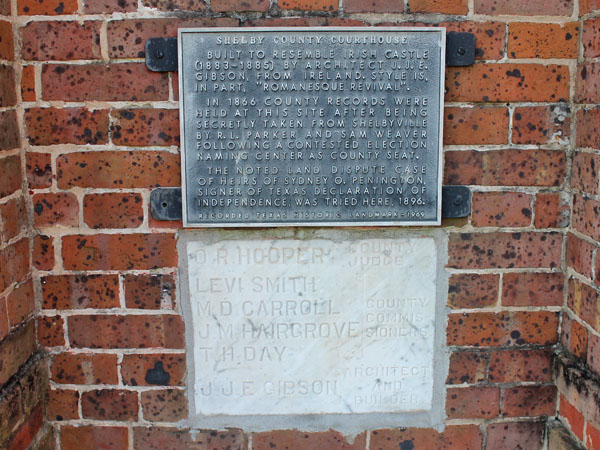 SHELBY COUNTY COURTHOUSE
BUILT TO RESEMBLE IRISH CASTLE
(1883-1885) BY ARCHITECT J.J.E.
GIBSON, FROM IRELAND. STYLE IS,
IN PART, "ROMANESQUE REVIVAL".
IN 1866 COUNTY RECORDS WERE
HELD AT THIS SITE AFTER BEING
SECRETLY TAKEN FROM SHELBYVILLE
BY R.L. PARKER AND SAM WEAVER
FOLLOWING A CONTESTED ELECTION
NAMING CENTER AS COUNTY SEAT.
THE NOTED LAND DISPUTE CASE
OF HEIRS OF SYDNEY O. PENINGTON,
SIGNER OF TEXAS DECLARATION OF
INDEPENDENCE, WAS TRIED HERE, 1896.
RECORDED TEXAS HISTORIC LANDMARK-1969
O.R. HOOPER COUNTY
JUDGE
LEVI SMITH
M.D. CARROLL COUNTY
COMMIS
J.M. HAIRGROVE SIONERS
T.H. DAY
ARCHITECT
J.J.E. GIBSON AND
BUILDER